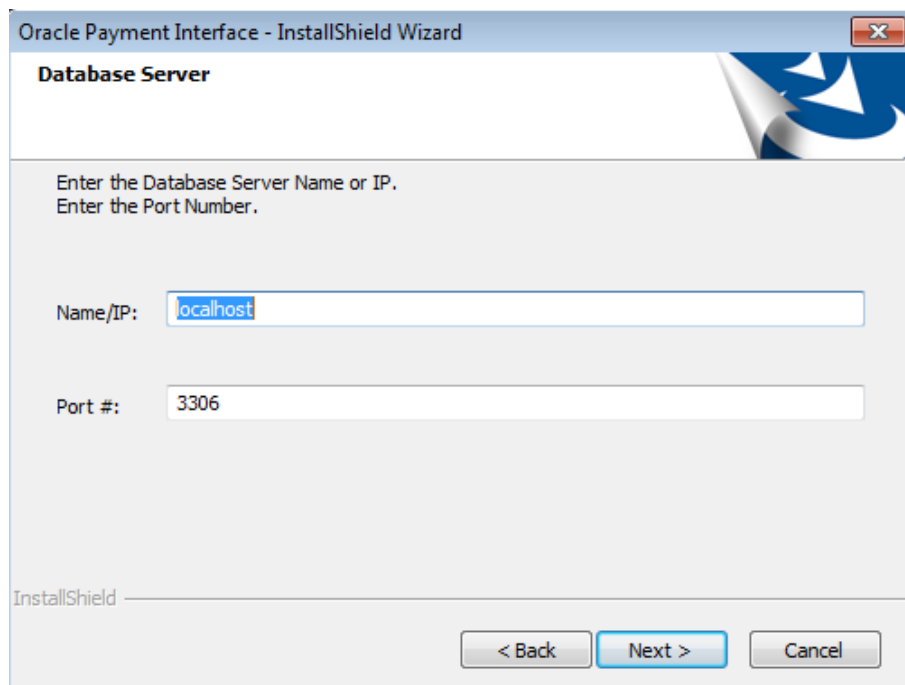 Oracle Payment Interface - InstallShield Wizard
Database Server
Enter the Database Server Name or IP.
Enter the Port Number.
Name/IP: localhost
Port #: 3306
InstallShield
< Back Next > Cancel